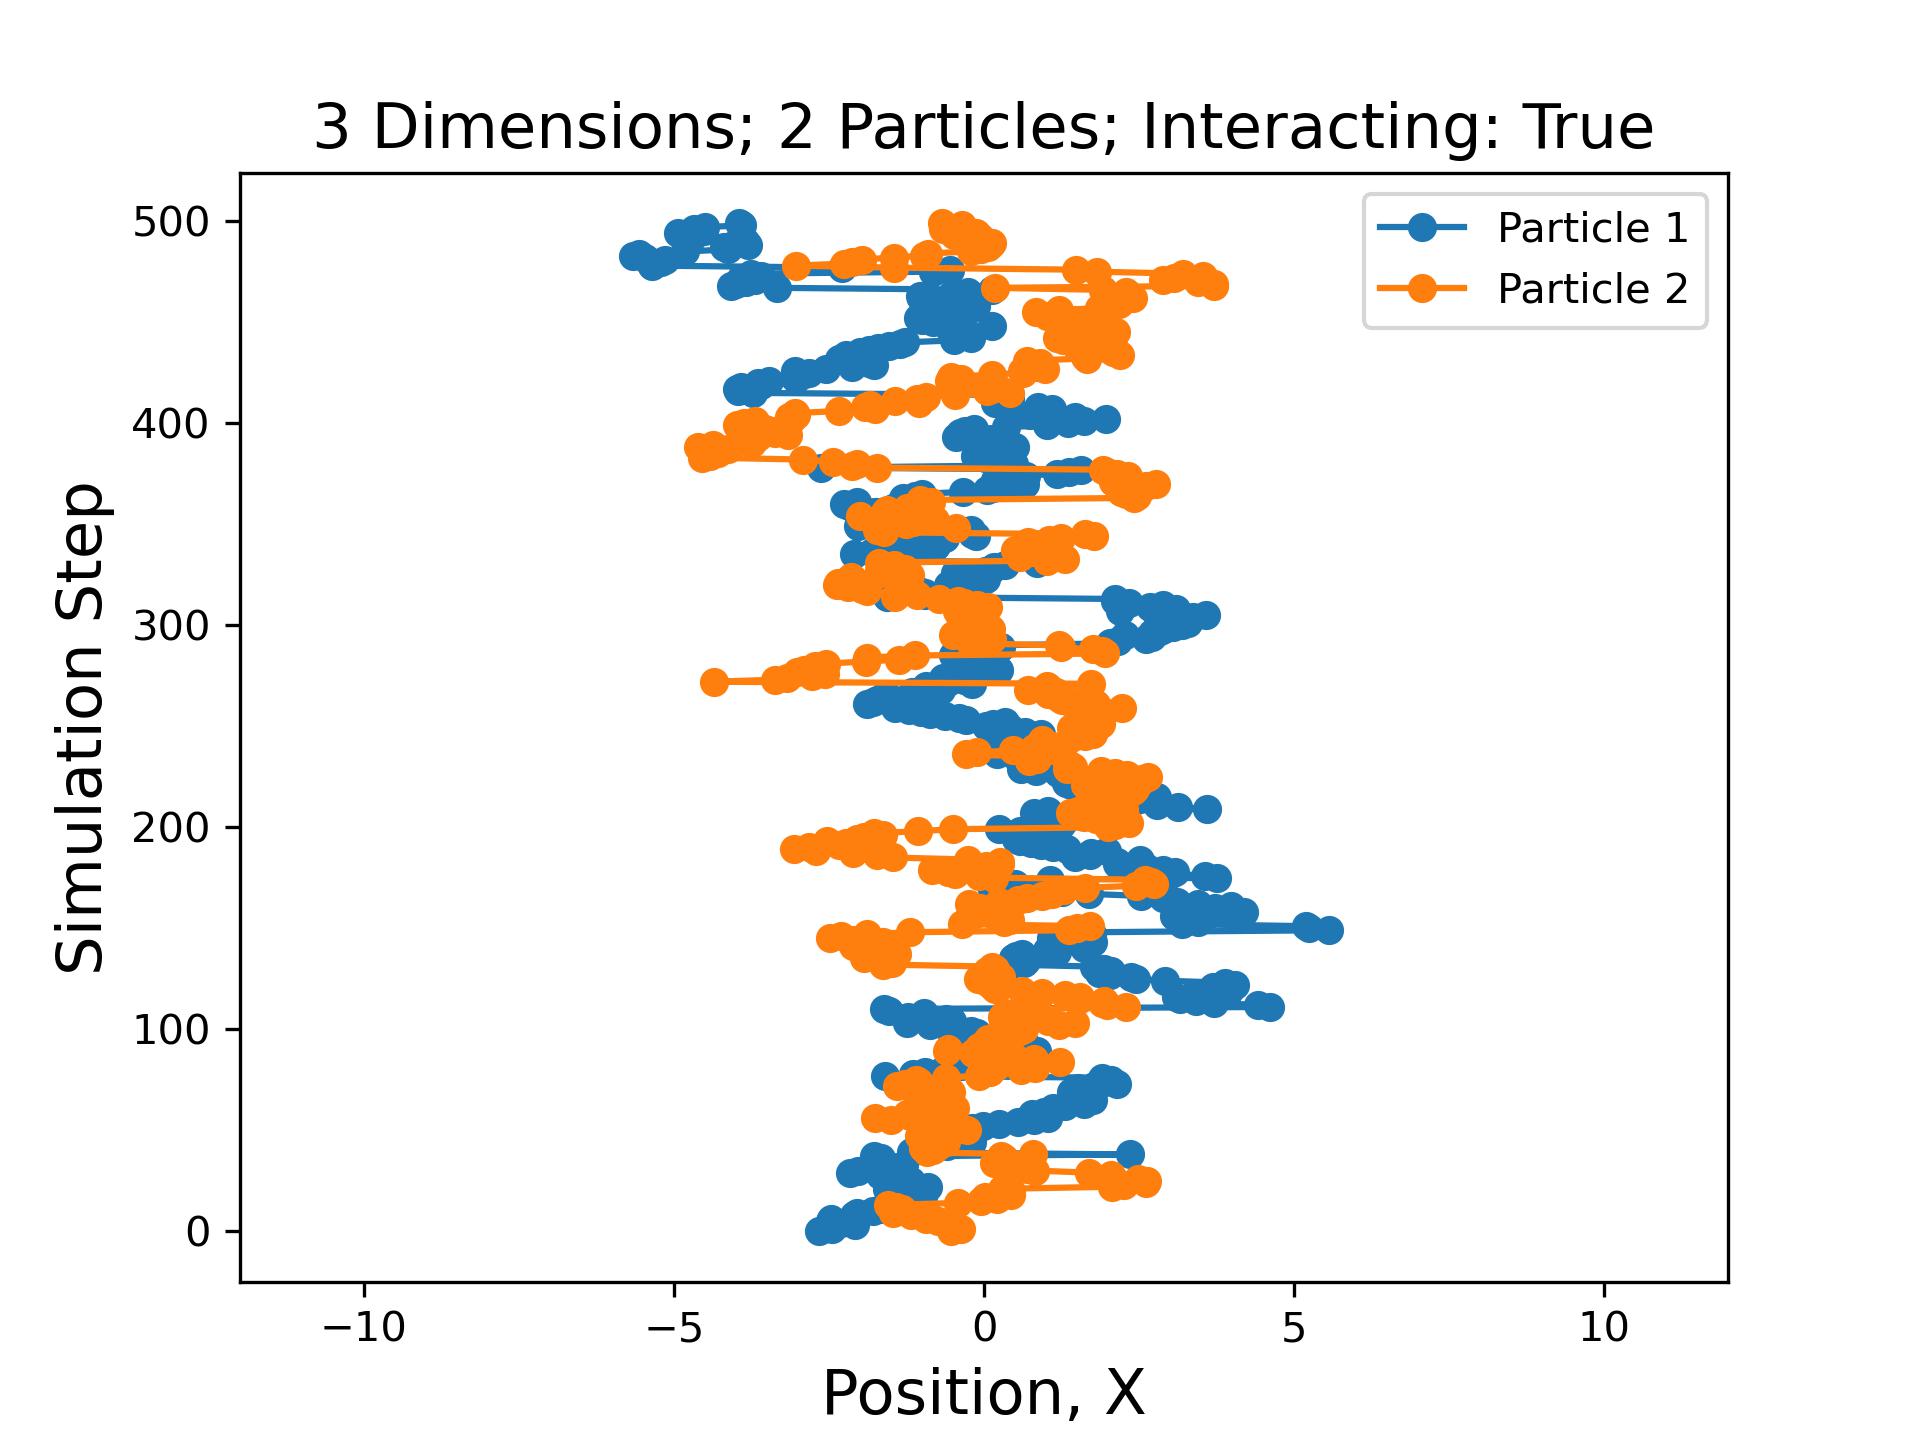 3 Dimensions; 2 Particles; Interacting: True
Particle 1
Particle 2
Simulation Step
500
400
300
200
100
0
−10
−5
0
5
10
Position, X